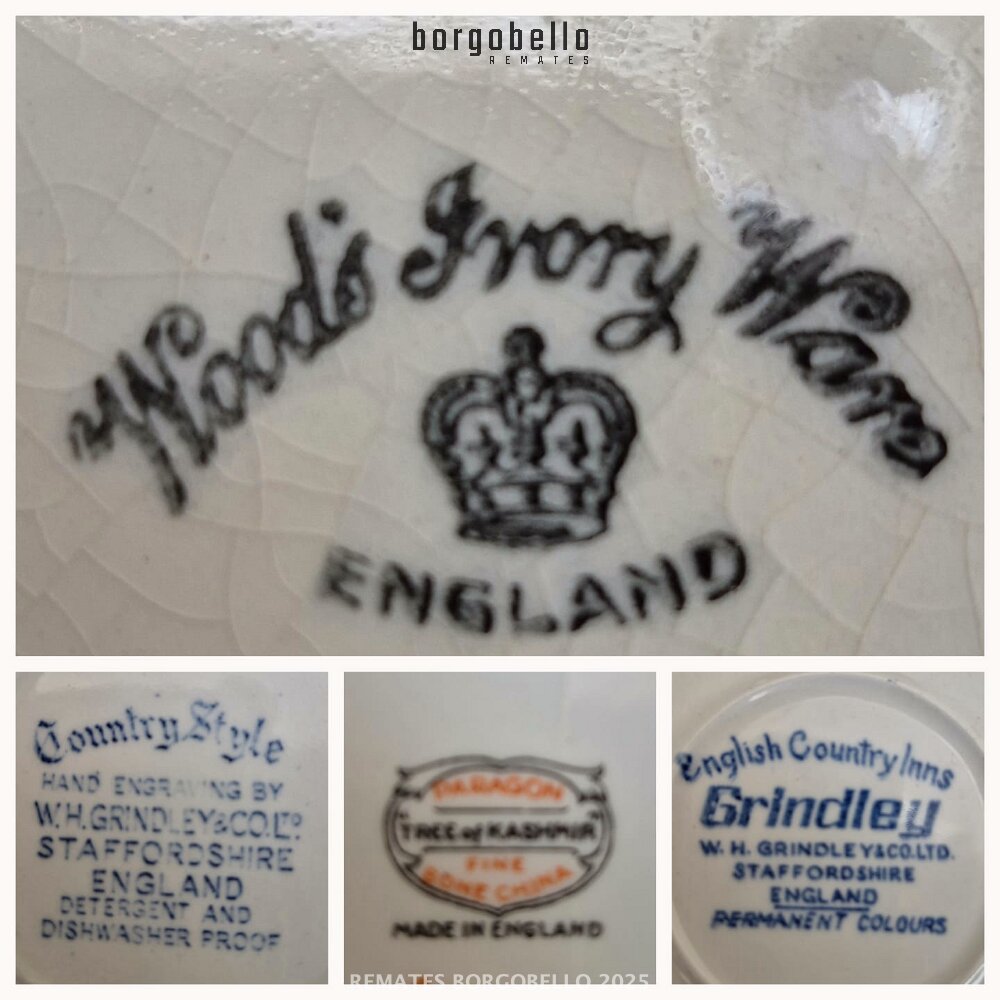 borgobello
REMATES
Wood's Ivory Ware
ENGLAND
Country Style
HAND ENGRAVING BY
W.H.GRINDLEY&CO.LTD
STAFFORDSHIRE
ENGLAND
DETERGENT AND
DISHWASHER PROOF
PARAGON
"TREE of KASHMIR"
FINE
BONE CHINA
MADE IN ENGLAND
REMATES BORGOBELLO 2025
English Country Inns
Grindley
W. H. GRINDLEY&CO.LTD.
STAFFORDSHIRE
ENGLAND
PERMANENT COLOURS